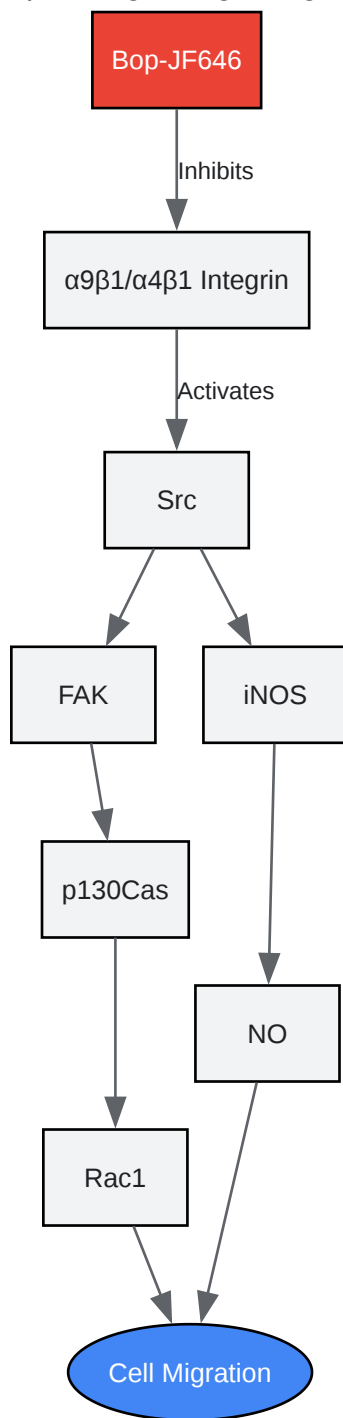 Bop-JF646
Inhibits
α9β1/α4β1 Integrin
Activates
Src
FAK
iNOS
p130Cas
NO
Rac1
Cell Migration